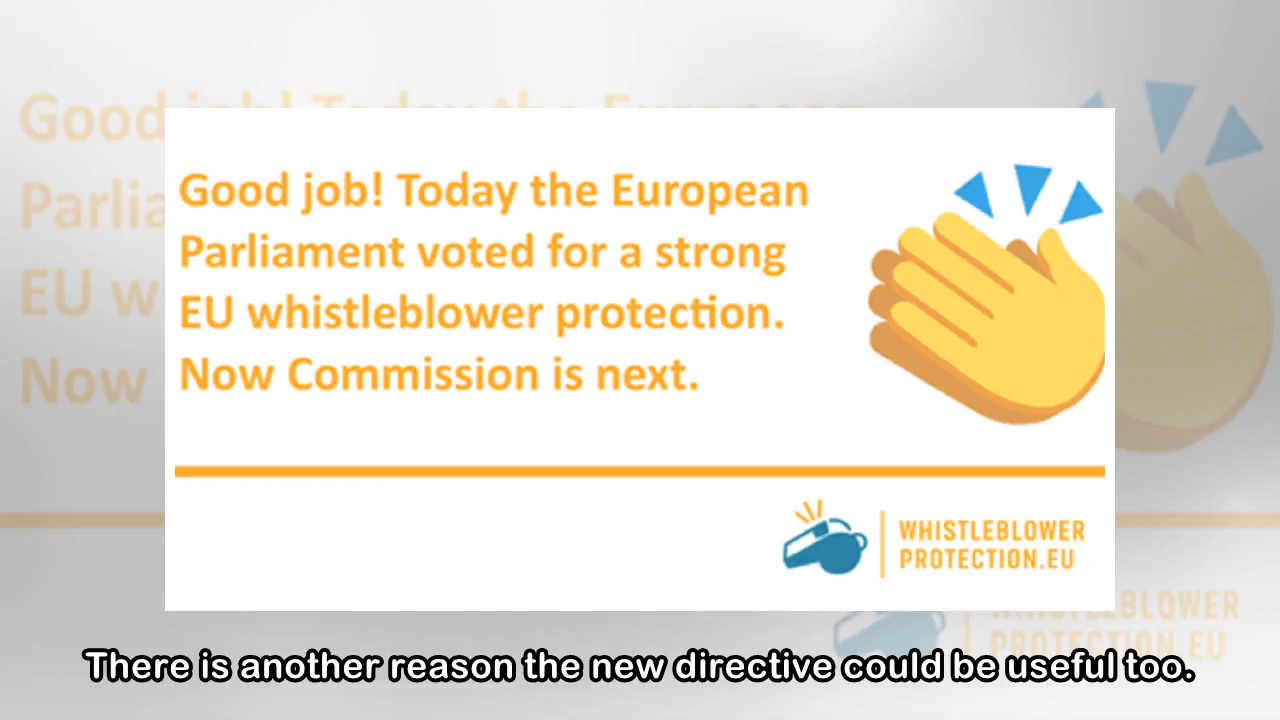 Good job! Today the European
Parliament voted for a strong
EU whistleblower protection.
Now Commission is next.
WHISTLEBLOWER
PROTECTION.EU
There is another reason the new directive could be useful too.